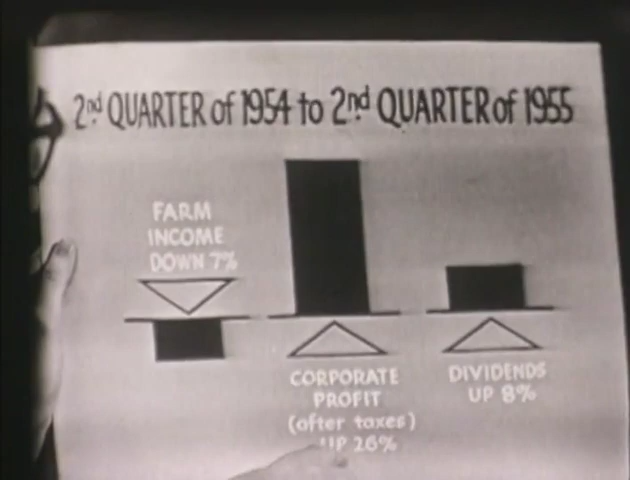 2nd QUARTER of 1954 to 2nd QUARTER of 1955
FARM
INCOME
DOWN 7%
CORPORATE
PROFIT
(after taxes)
UP 26%
DIVIDENDS
UP 8%